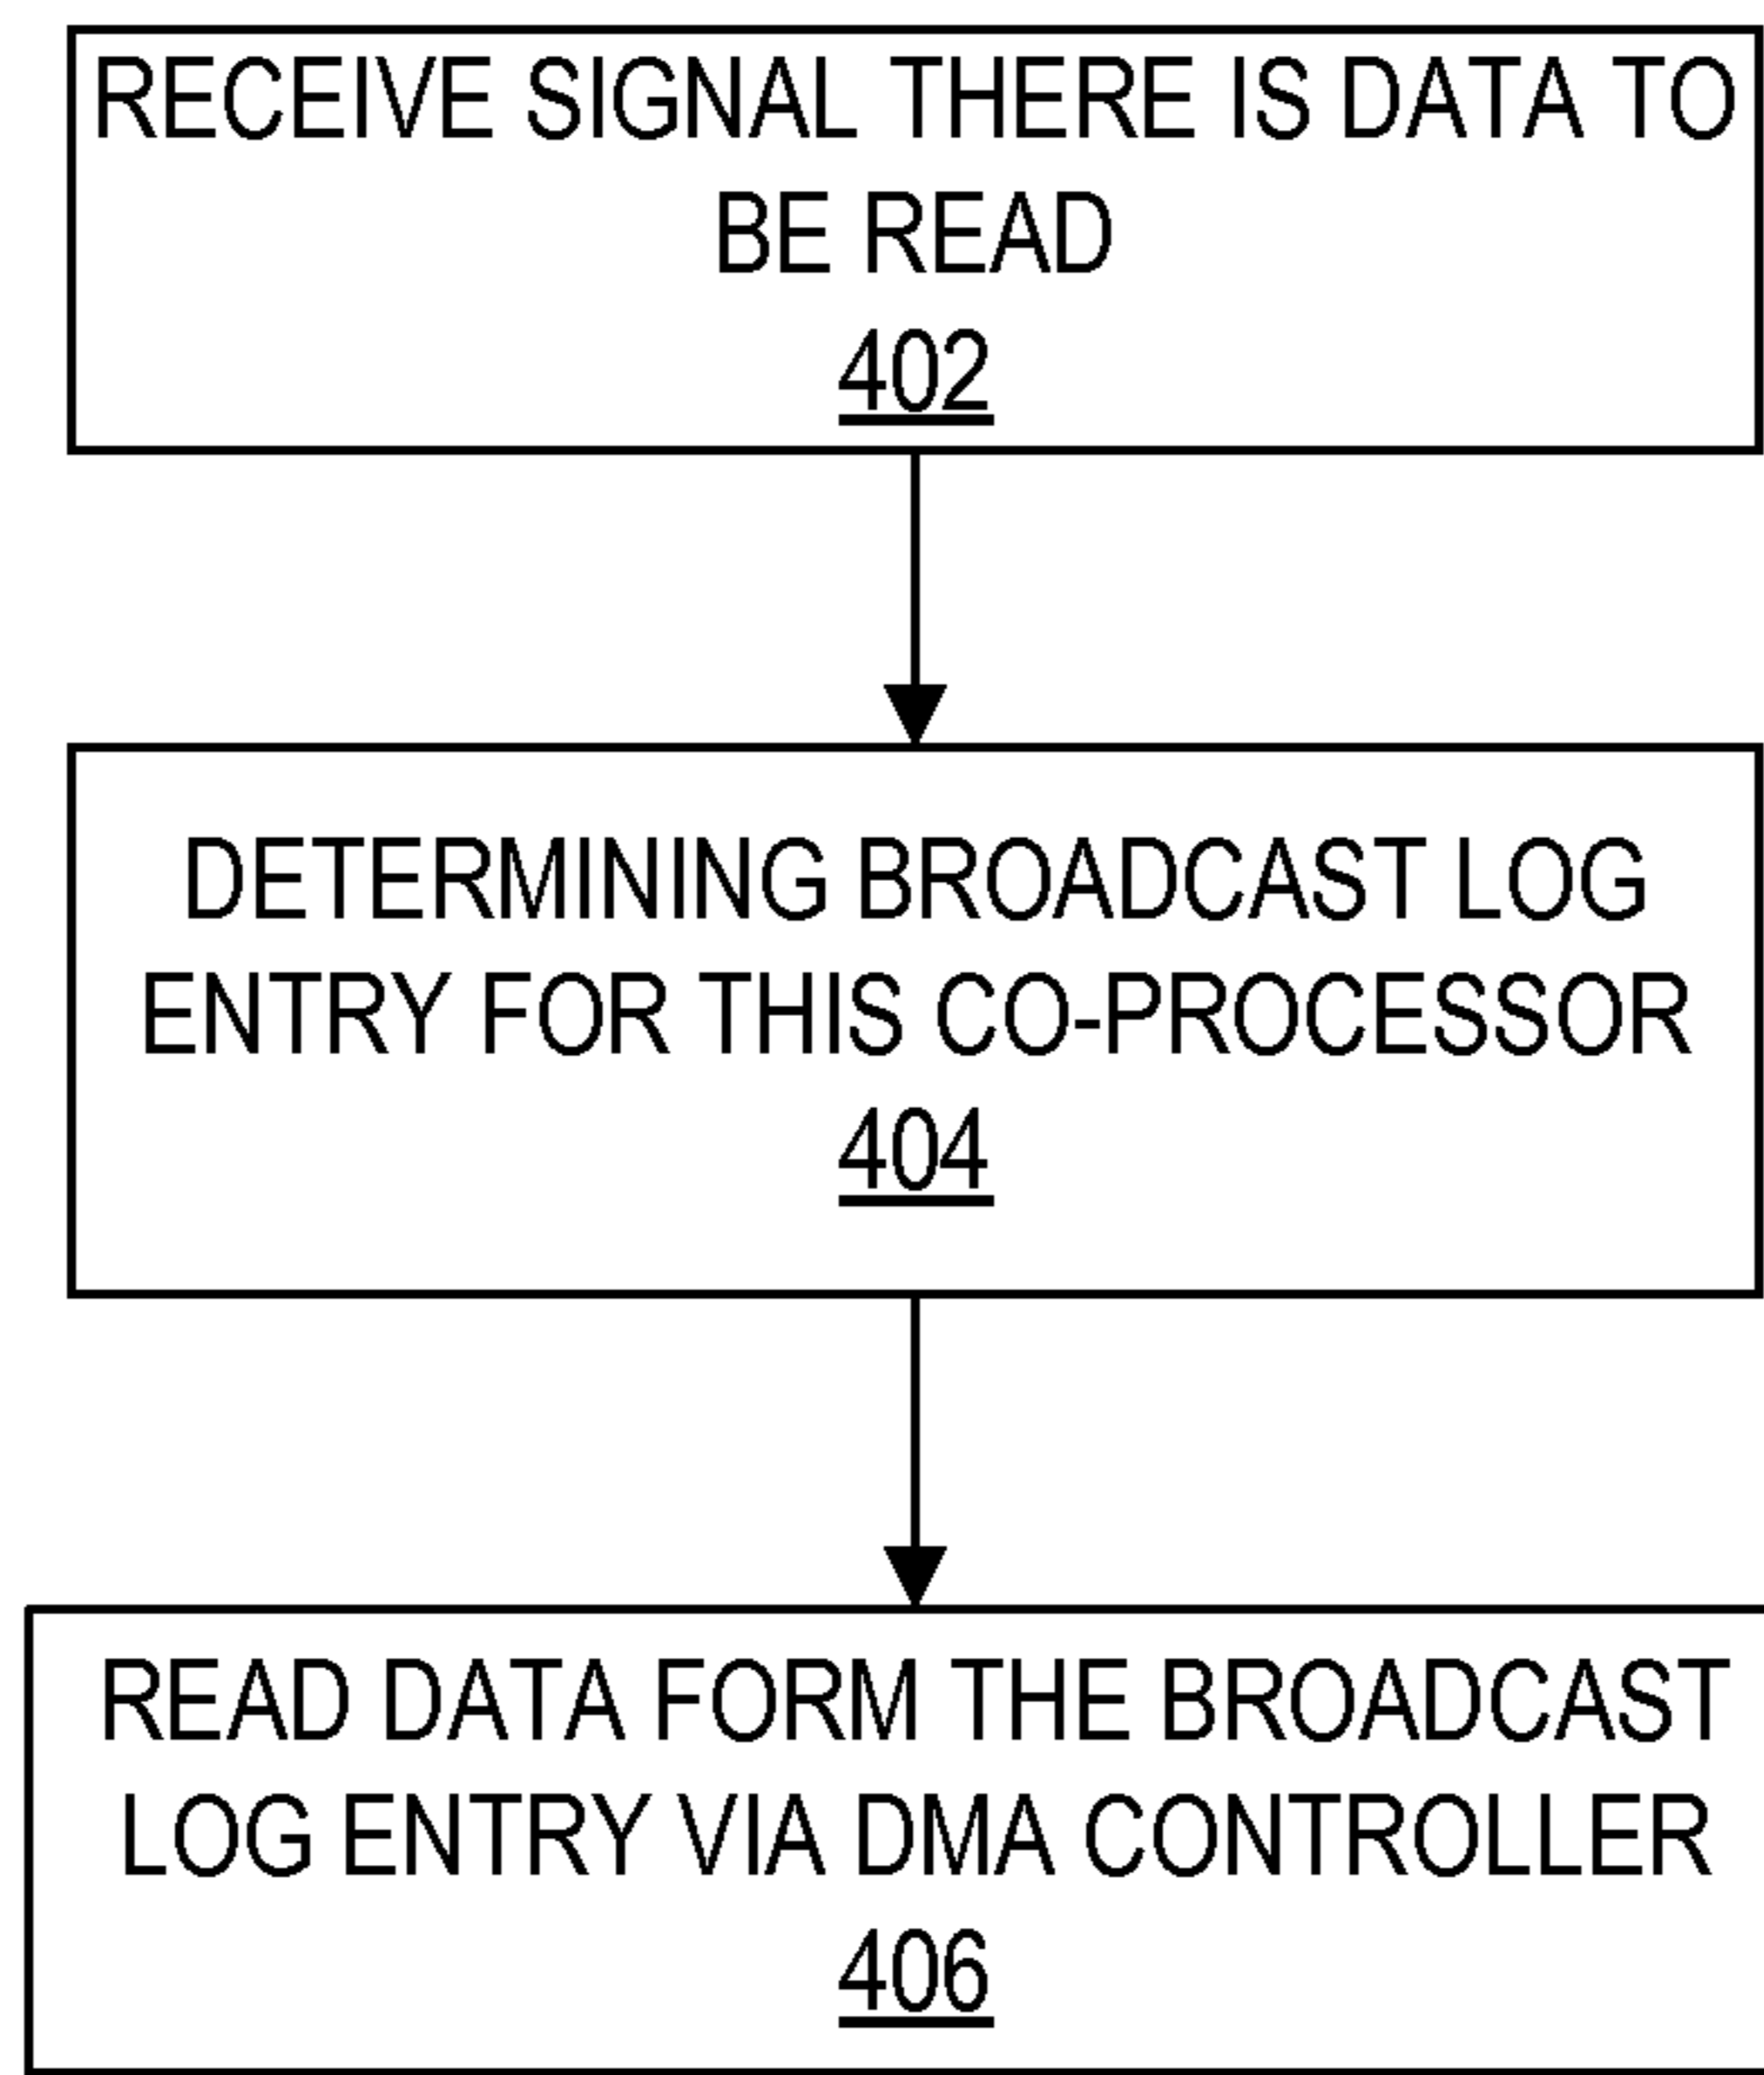 RECEIVE SIGNAL THERE IS DATA TO
BE READ
402
DETERMINING BROADCAST LOG
ENTRY FOR THIS CO-PROCESSOR
404
READ DATA FORM THE BROADCAST
LOG ENTRY VIA DMA CONTROLLER
406